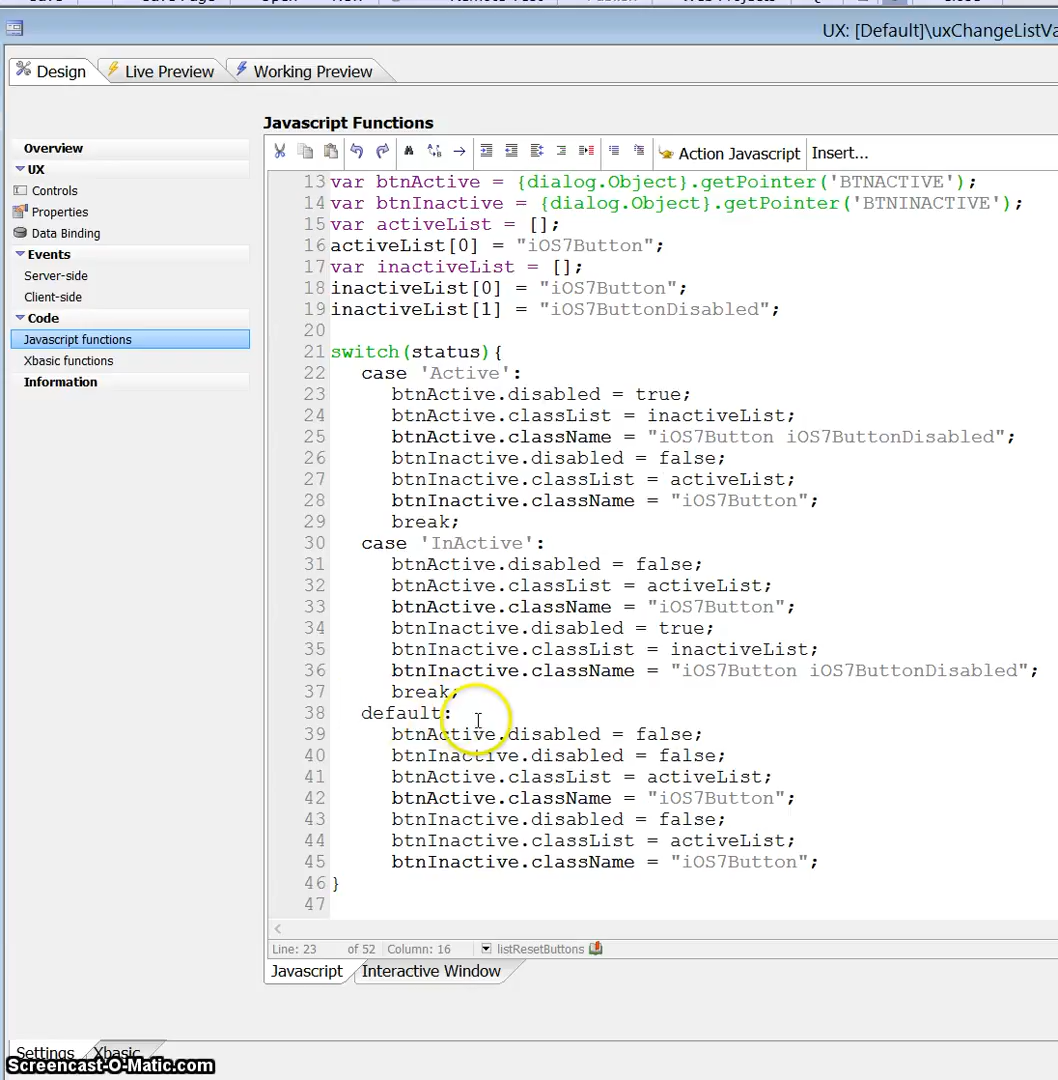 UX: [Default]\uxChangeListVa
Design
Live Preview
Working Preview
Overview
UX
Controls
Properties
Data Binding
Events
Server-side
Client-side
Code
Javascript functions
Xbasic functions
Information
Javascript Functions
Action Javascript
Insert...
13 var btnActive = {dialog.Object}.getPointer('BTNACTIVE');
14 var btnInactive = {dialog.Object}.getPointer('BTNINACTIVE');
15 var activeList = [];
16 activeList[0] = "iOS7Button";
17 var inactiveList = [];
18 inactiveList[0] = "iOS7Button";
19 inactiveList[1] = "iOS7ButtonDisabled";
20
21 switch(status){
22 case 'Active':
23 btnActive.disabled = true;
24 btnActive.classList = inactiveList;
25 btnActive.className = "iOS7Button iOS7ButtonDisabled";
26 btnInactive.disabled = false;
27 btnInactive.classList = activeList;
28 btnInactive.className = "iOS7Button";
29 break;
30 case 'InActive':
31 btnActive.disabled = false;
32 btnActive.classList = activeList;
33 btnActive.className = "iOS7Button";
34 btnInactive.disabled = true;
35 btnInactive.classList = inactiveList;
36 btnInactive.className = "iOS7Button iOS7ButtonDisabled";
37 break;
38 default:
39 btnActive.disabled = false;
40 btnInactive.disabled = false;
41 btnActive.classList = activeList;
42 btnActive.className = "iOS7Button";
43 btnInactive.disabled = false;
44 btnInactive.classList = activeList;
45 btnInactive.className = "iOS7Button";
46 }
47
Line: 23 of 52 Column: 16 listResetButtons
Javascript
Interactive Window
Settings
Xbasic
Screencast-O-Matic.com